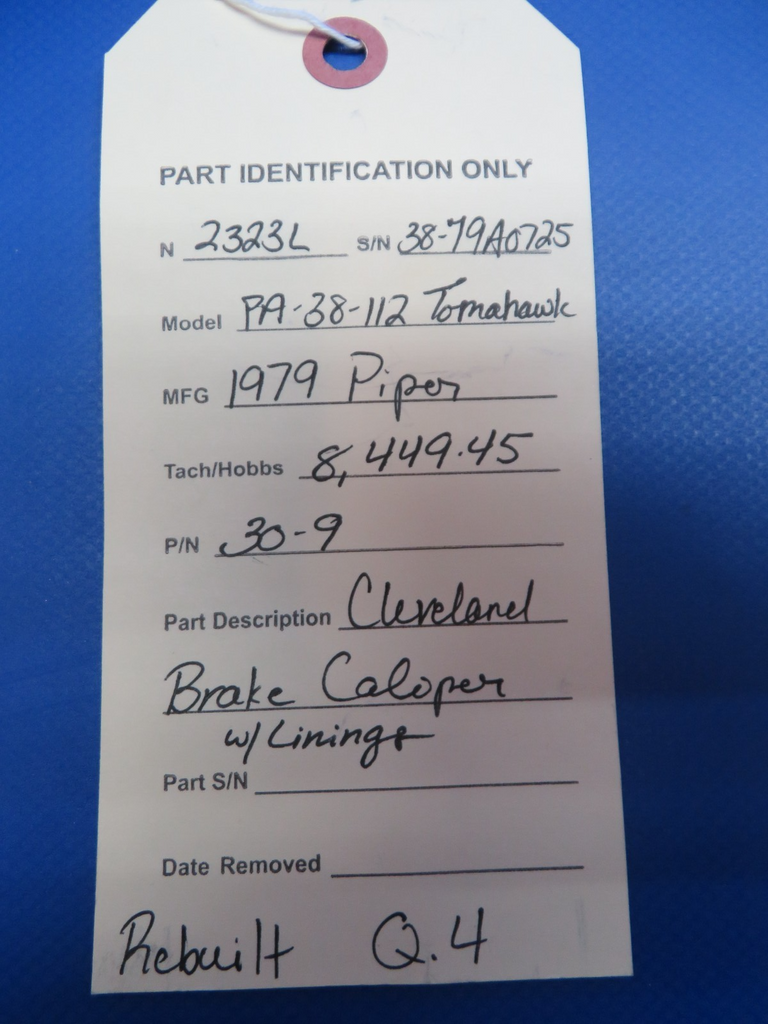 PART IDENTIFICATION ONLY
N 2323L S/N 38-79A0725
Model PA-38-112 Tomahawk
MFG 1979 Piper
Tach/Hobbs 8,449.45
P/N 30-9
Part Description Cleveland
Brake Caloper
w/ Linings
Part S/N
Date Removed
Rebuilt Q.4